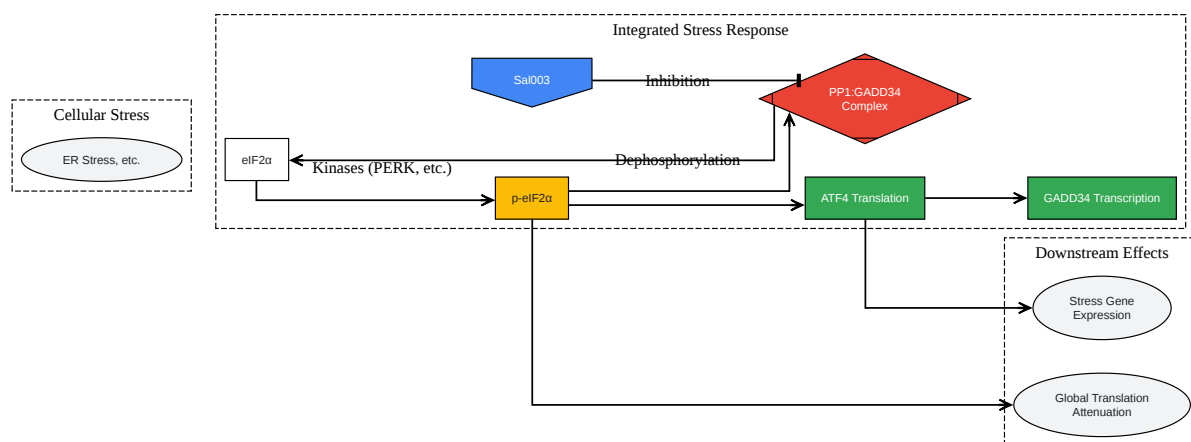 Integrated Stress Response
Sal003
Inhibition
PP1:GADD34
Complex
Cellular Stress
ER Stress, etc.
eIF2α
Kinases (PERK, etc.)
Dephosphorylation
p-eIF2α
ATF4 Translation
GADD34 Transcription
Downstream Effects
Stress Gene
Expression
Global Translation
Attenuation